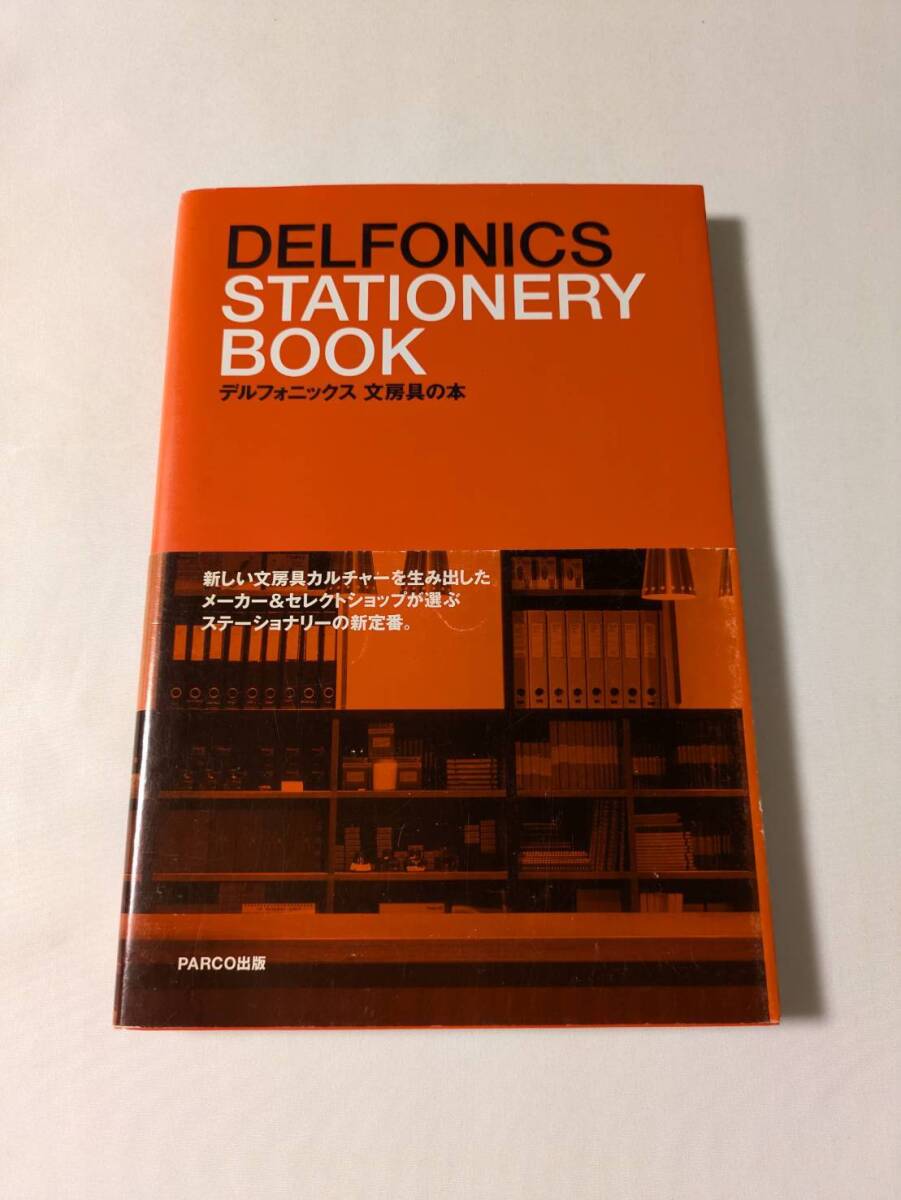 DELFONICS
STATIONERY
BOOK
デルフォニックス 文房具の本
新しい文房具カルチャーを生み出した
メーカー&セレクトショップが選ぶ
ステーショナリーの新定番。
PARCO出版